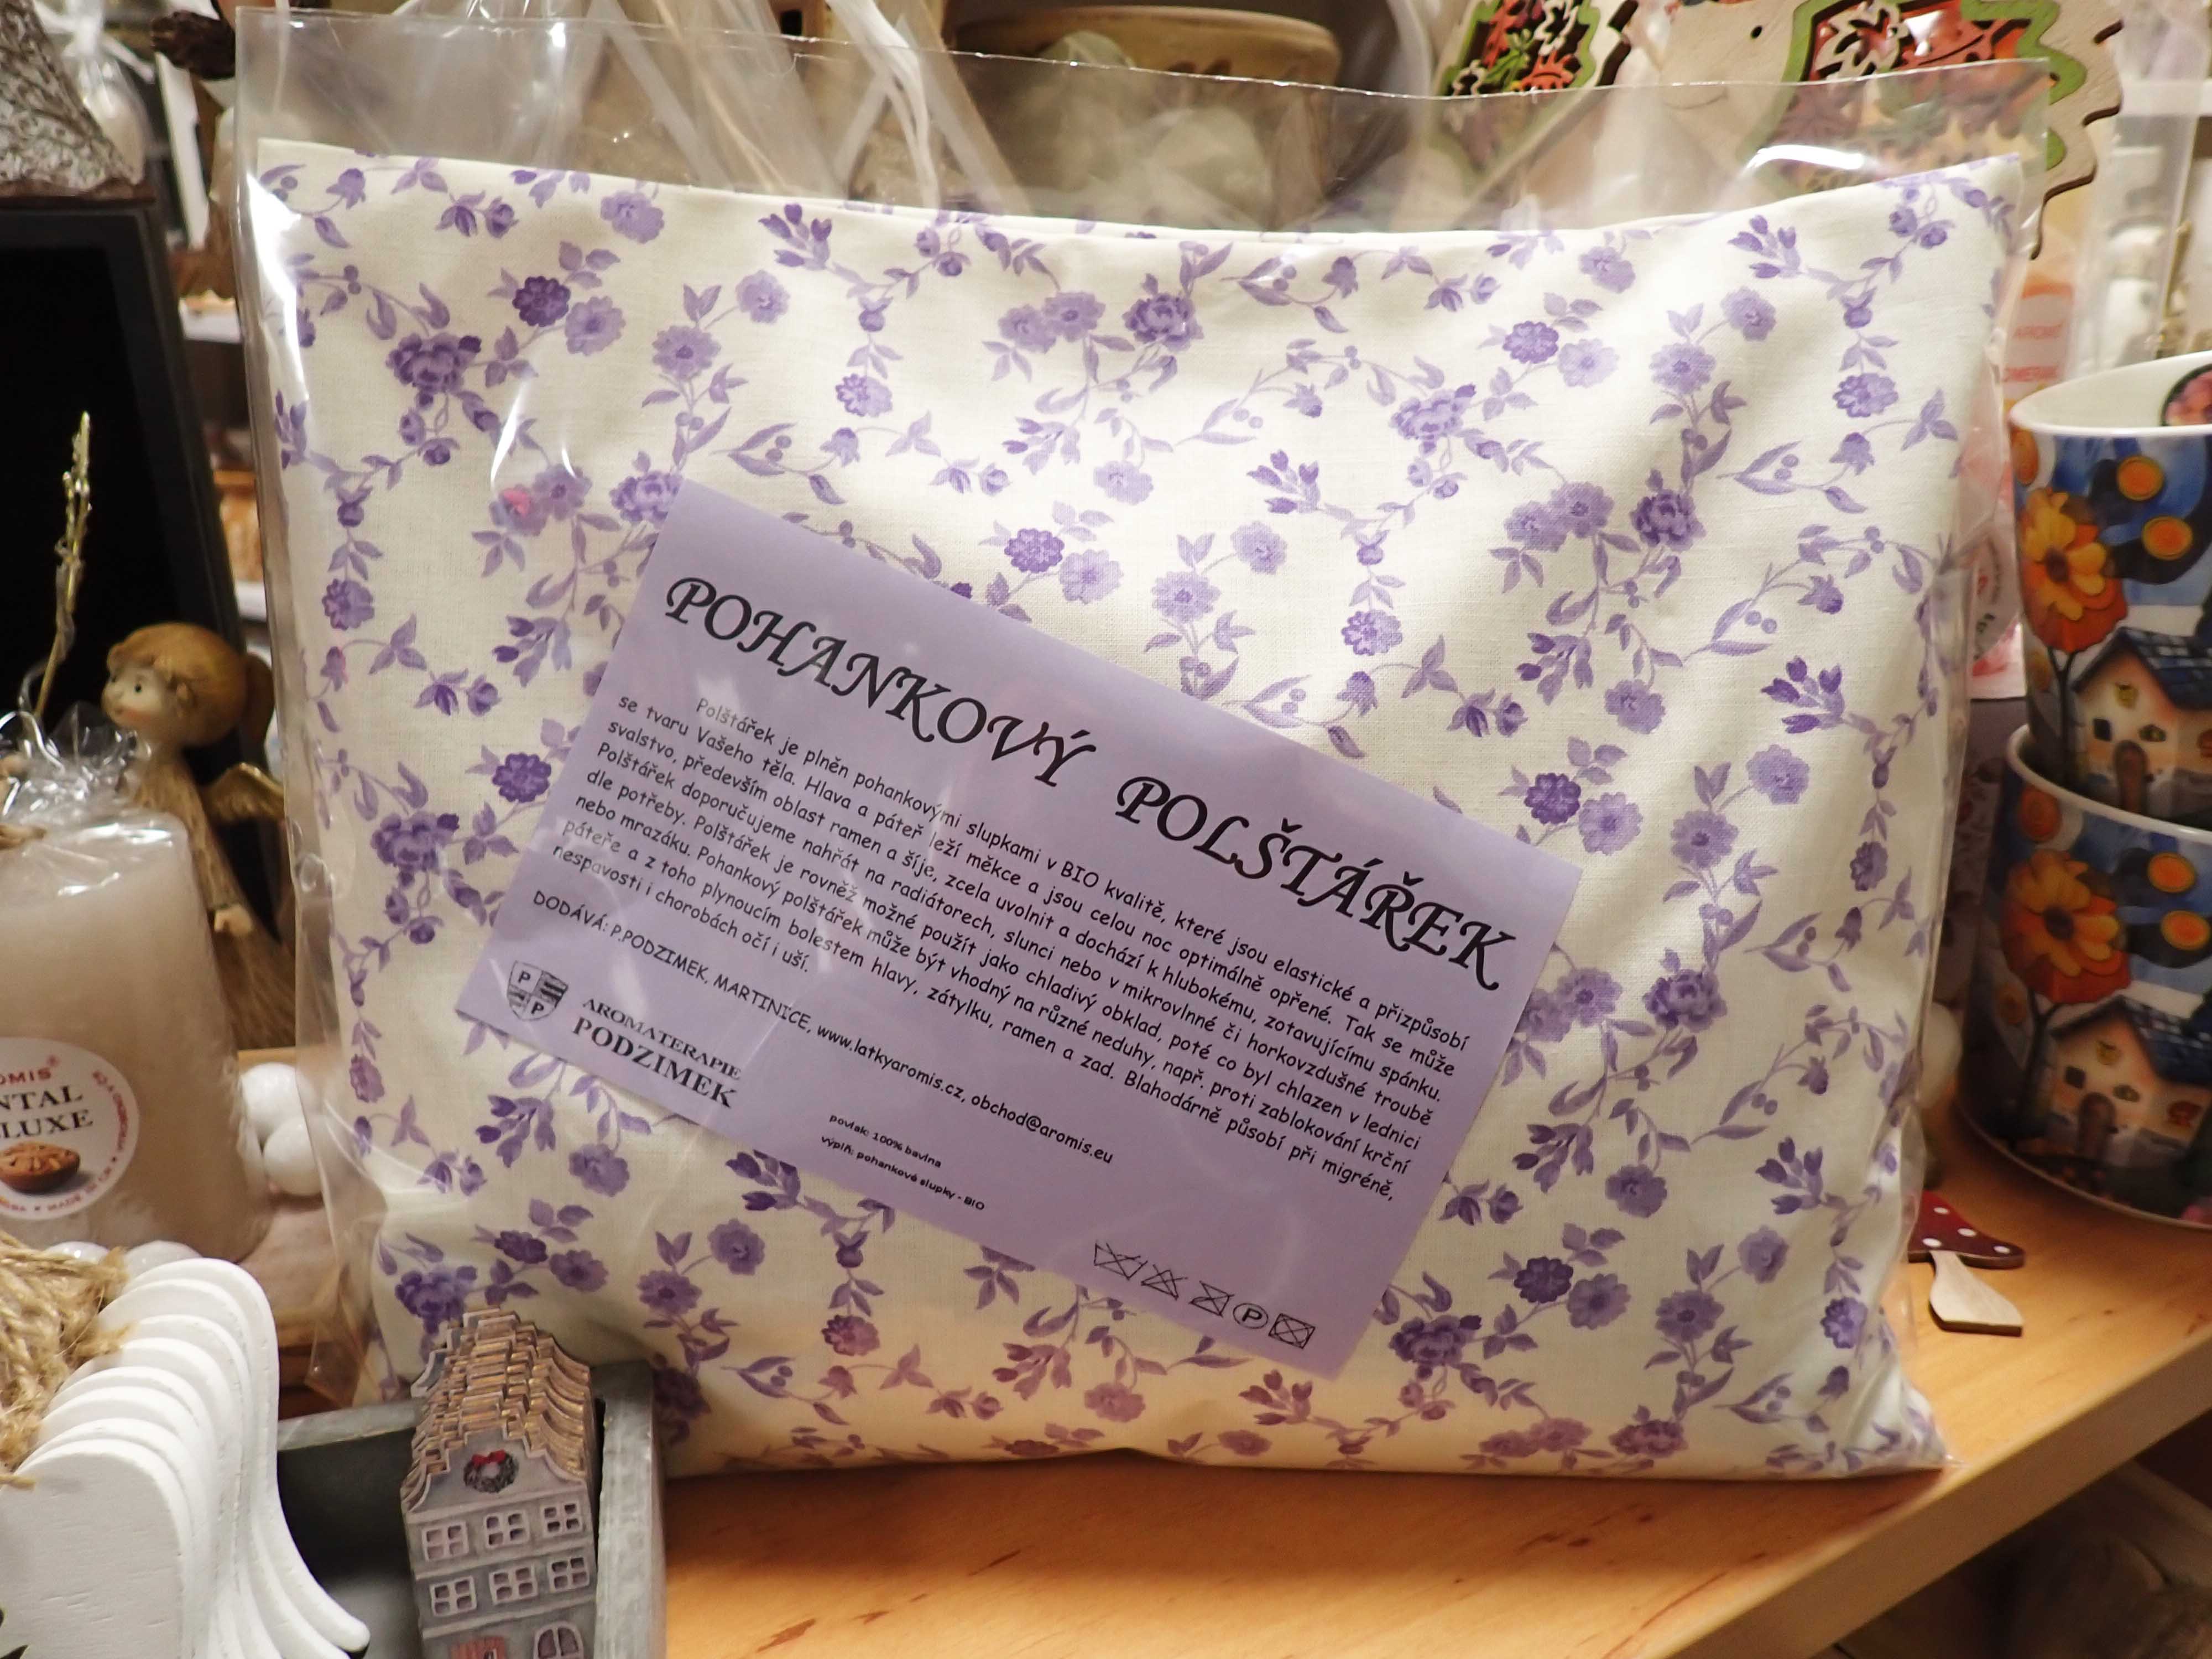 POHANKOVÝ POLŠTÁŘEK
Polštářek je plněn pohankovými slupkami v BIO kvalitě, které jsou elastické a přizpůsobí
se tvaru Vašeho těla. Hlava a páteř leží měkce a jsou celou noc optimálně opřené. Tak se může
svalstvo, především oblast ramen a šíje, zcela uvolnit a dochází k hlubokému, zotavujícímu spánku.
Polštářek doporučujeme nahřát na radiátorech, slunci nebo v mikrovlnné či horkovzdušné troubě
dle potřeby. Polštářek je rovněž možné použít jako chladivý obklad, poté co byl chlazen v lednici
nebo mrazáku. Pohankový polštářek může být vhodný na různé neduhy, např. proti zablokování krční
páteře a z toho plynoucím bolestem hlavy, zátylku, ramen a zad. Blahodárně působí při migréně,
nespavosti i chorobách očí i uší.
DODÁVÁ: P.PODZIMEK, MARTINICE, www.latkyaromis.cz, obchod@aromis.eu
P
P
AROMATERAPIE
PODZIMEK
povlak: 100% bavlna
výplň: pohankové slupky - BIO
P
OMIS
NTAL
LUXE